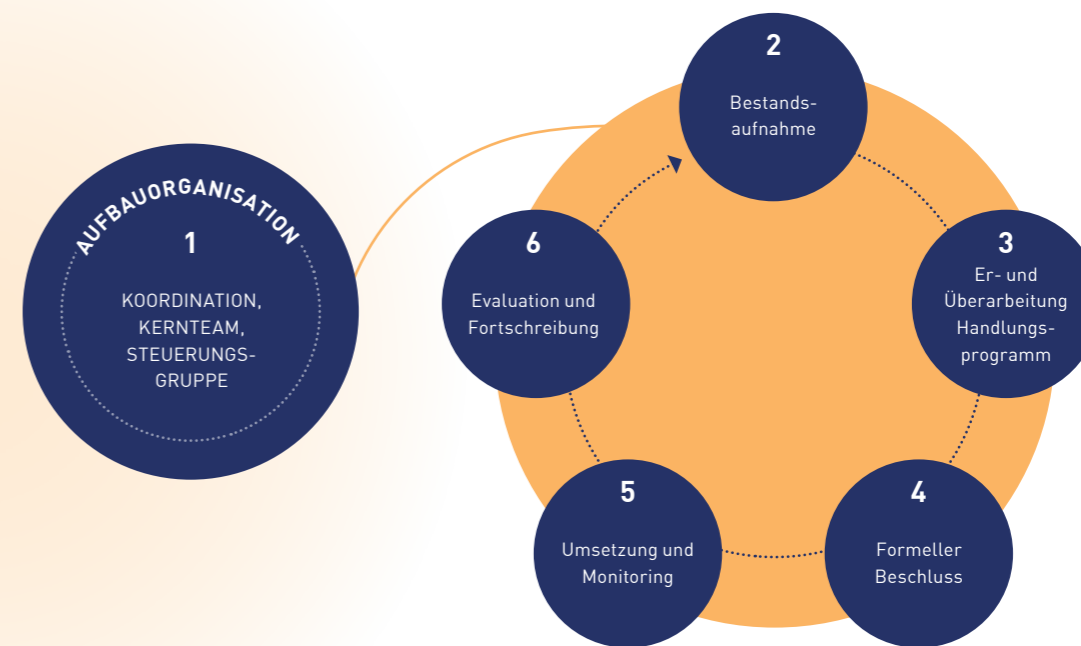 AUFBAUORGANISATION
1
KOORDINATION,
KERNTEAM,
STEUERUNGS-
GRUPPE
2
Bestands-
aufnahme
3
Er- und
Überarbeitung
Handlungs-
programm
4
Formeller
Beschluss
5
Umsetzung und
Monitoring
6
Evaluation und
Fortschreibung